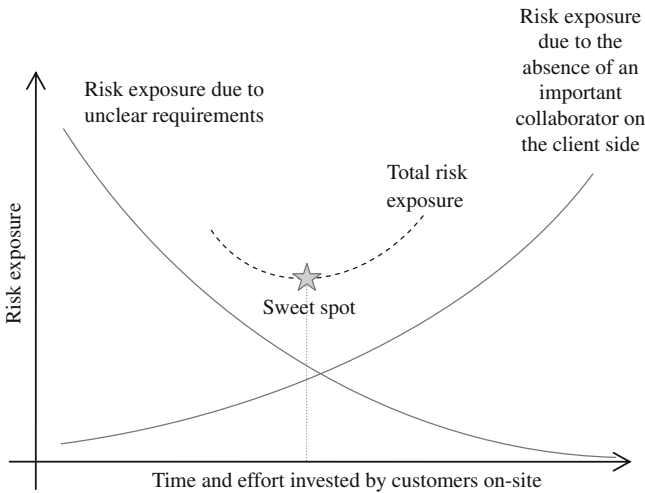 Risk exposure
due to the
absence of an
important
collaborator on
the client side
Risk exposure due to
unclear requirements
Total risk
exposure
Risk exposure
Sweet spot
Time and effort invested by customers on-site